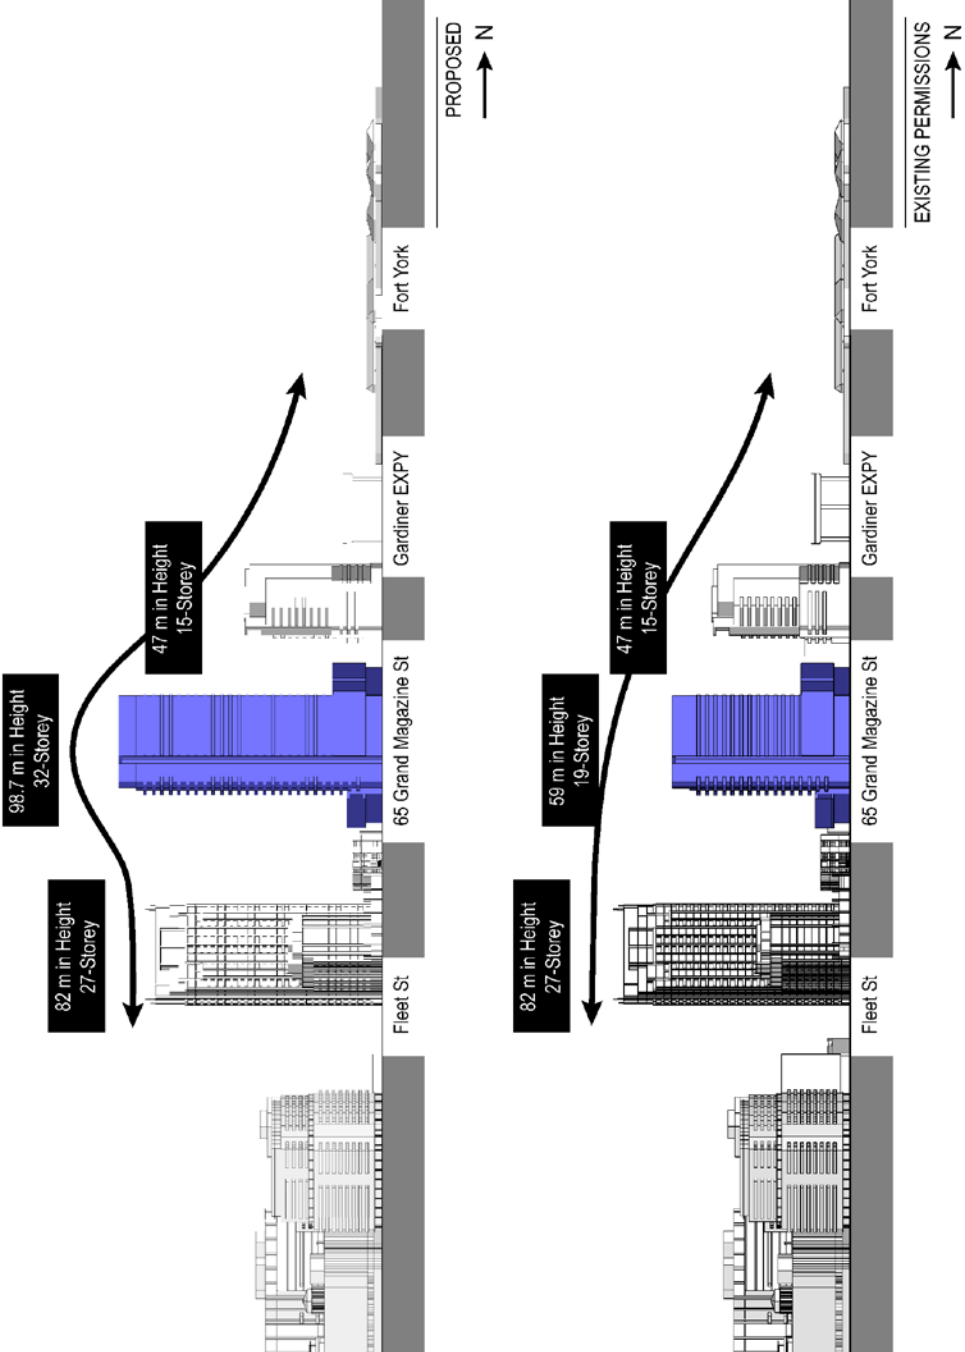 82 m in Height
27-Storey
98.7 m in Height
32-Storey
47 m in Height
15-Storey
Fleet St
65 Grand Magazine St
Gardiner EXPY
Fort York
PROPOSED
N
82 m in Height
27-Storey
59 m in Height
19-Storey
47 m in Height
15-Storey
Fleet St
65 Grand Magazine St
Gardiner EXPY
Fort York
EXISTING PERMISSIONS
N